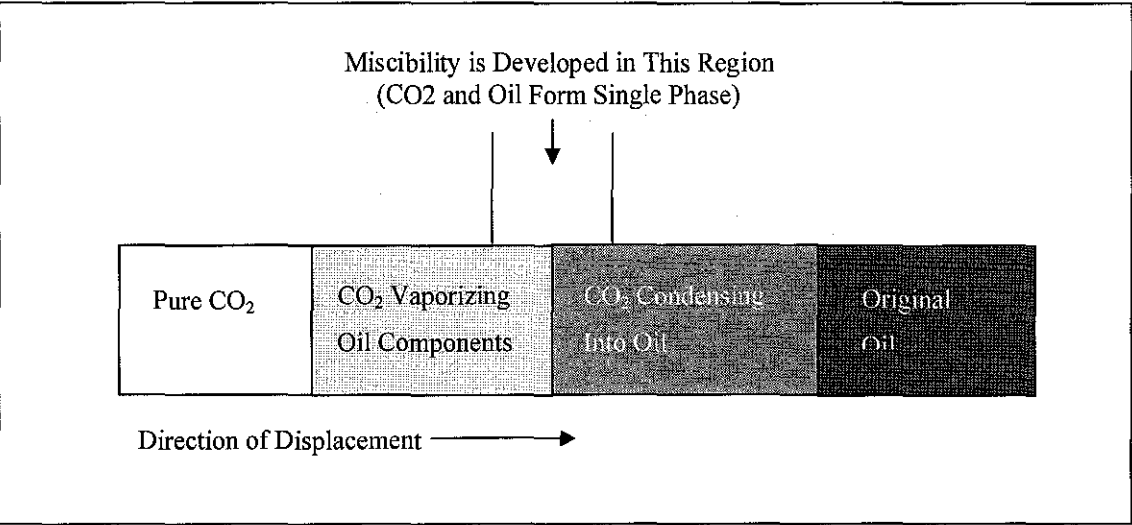 Miscibility is Developed in This Region
(CO2 and Oil Form Single Phase)
Pure CO₂
CO₂ Vaporizing
Oil Components
CO₂ Condensing
Into Oil
Original
Oil
Direction of Displacement